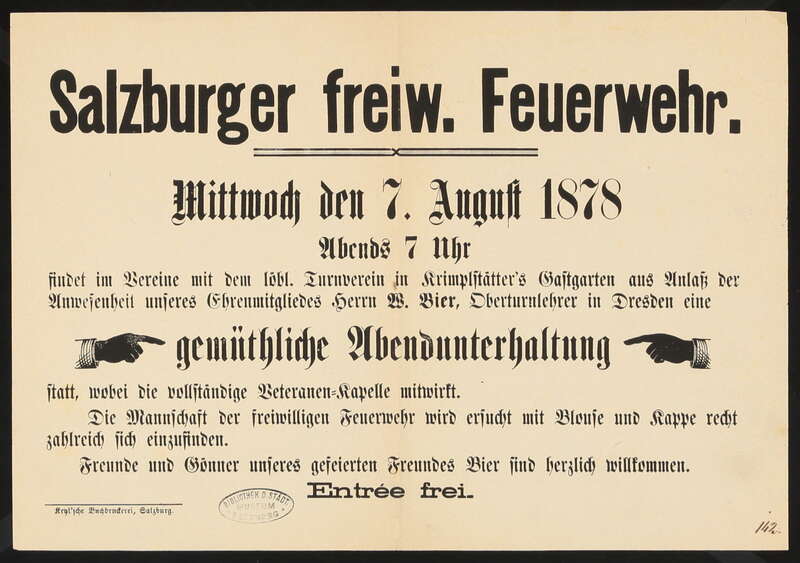 Salzburger freiw. Feuerwehr.
Mittwoch den 7. August 1878
Abends 7 Uhr
findet im Vereine mit dem löbl. Turnverein in Krimplstätter's Gastgarten aus Anlaß der
Anwesenheit unseres Ehrenmitgliedes Herrn W. Bier, Oberturnlehrer in Dresden eine
gemüthliche Abendunterhaltung
statt, wobei die vollständige Veteranen-Kapelle mitwirkt.
Die Mannschaft der freiwilligen Feuerwehr wird ersucht mit Blouse und Kappe recht
zahlreich sich einzufinden.
Freunde und Gönner unseres gefeierten Freundes Bier sind herzlich willkommen.
Entrée frei.
Keyl'sche Buchdruckerei, Salzburg.
BIBLIOTHEK D. STÄDT.
MUSEUM
142